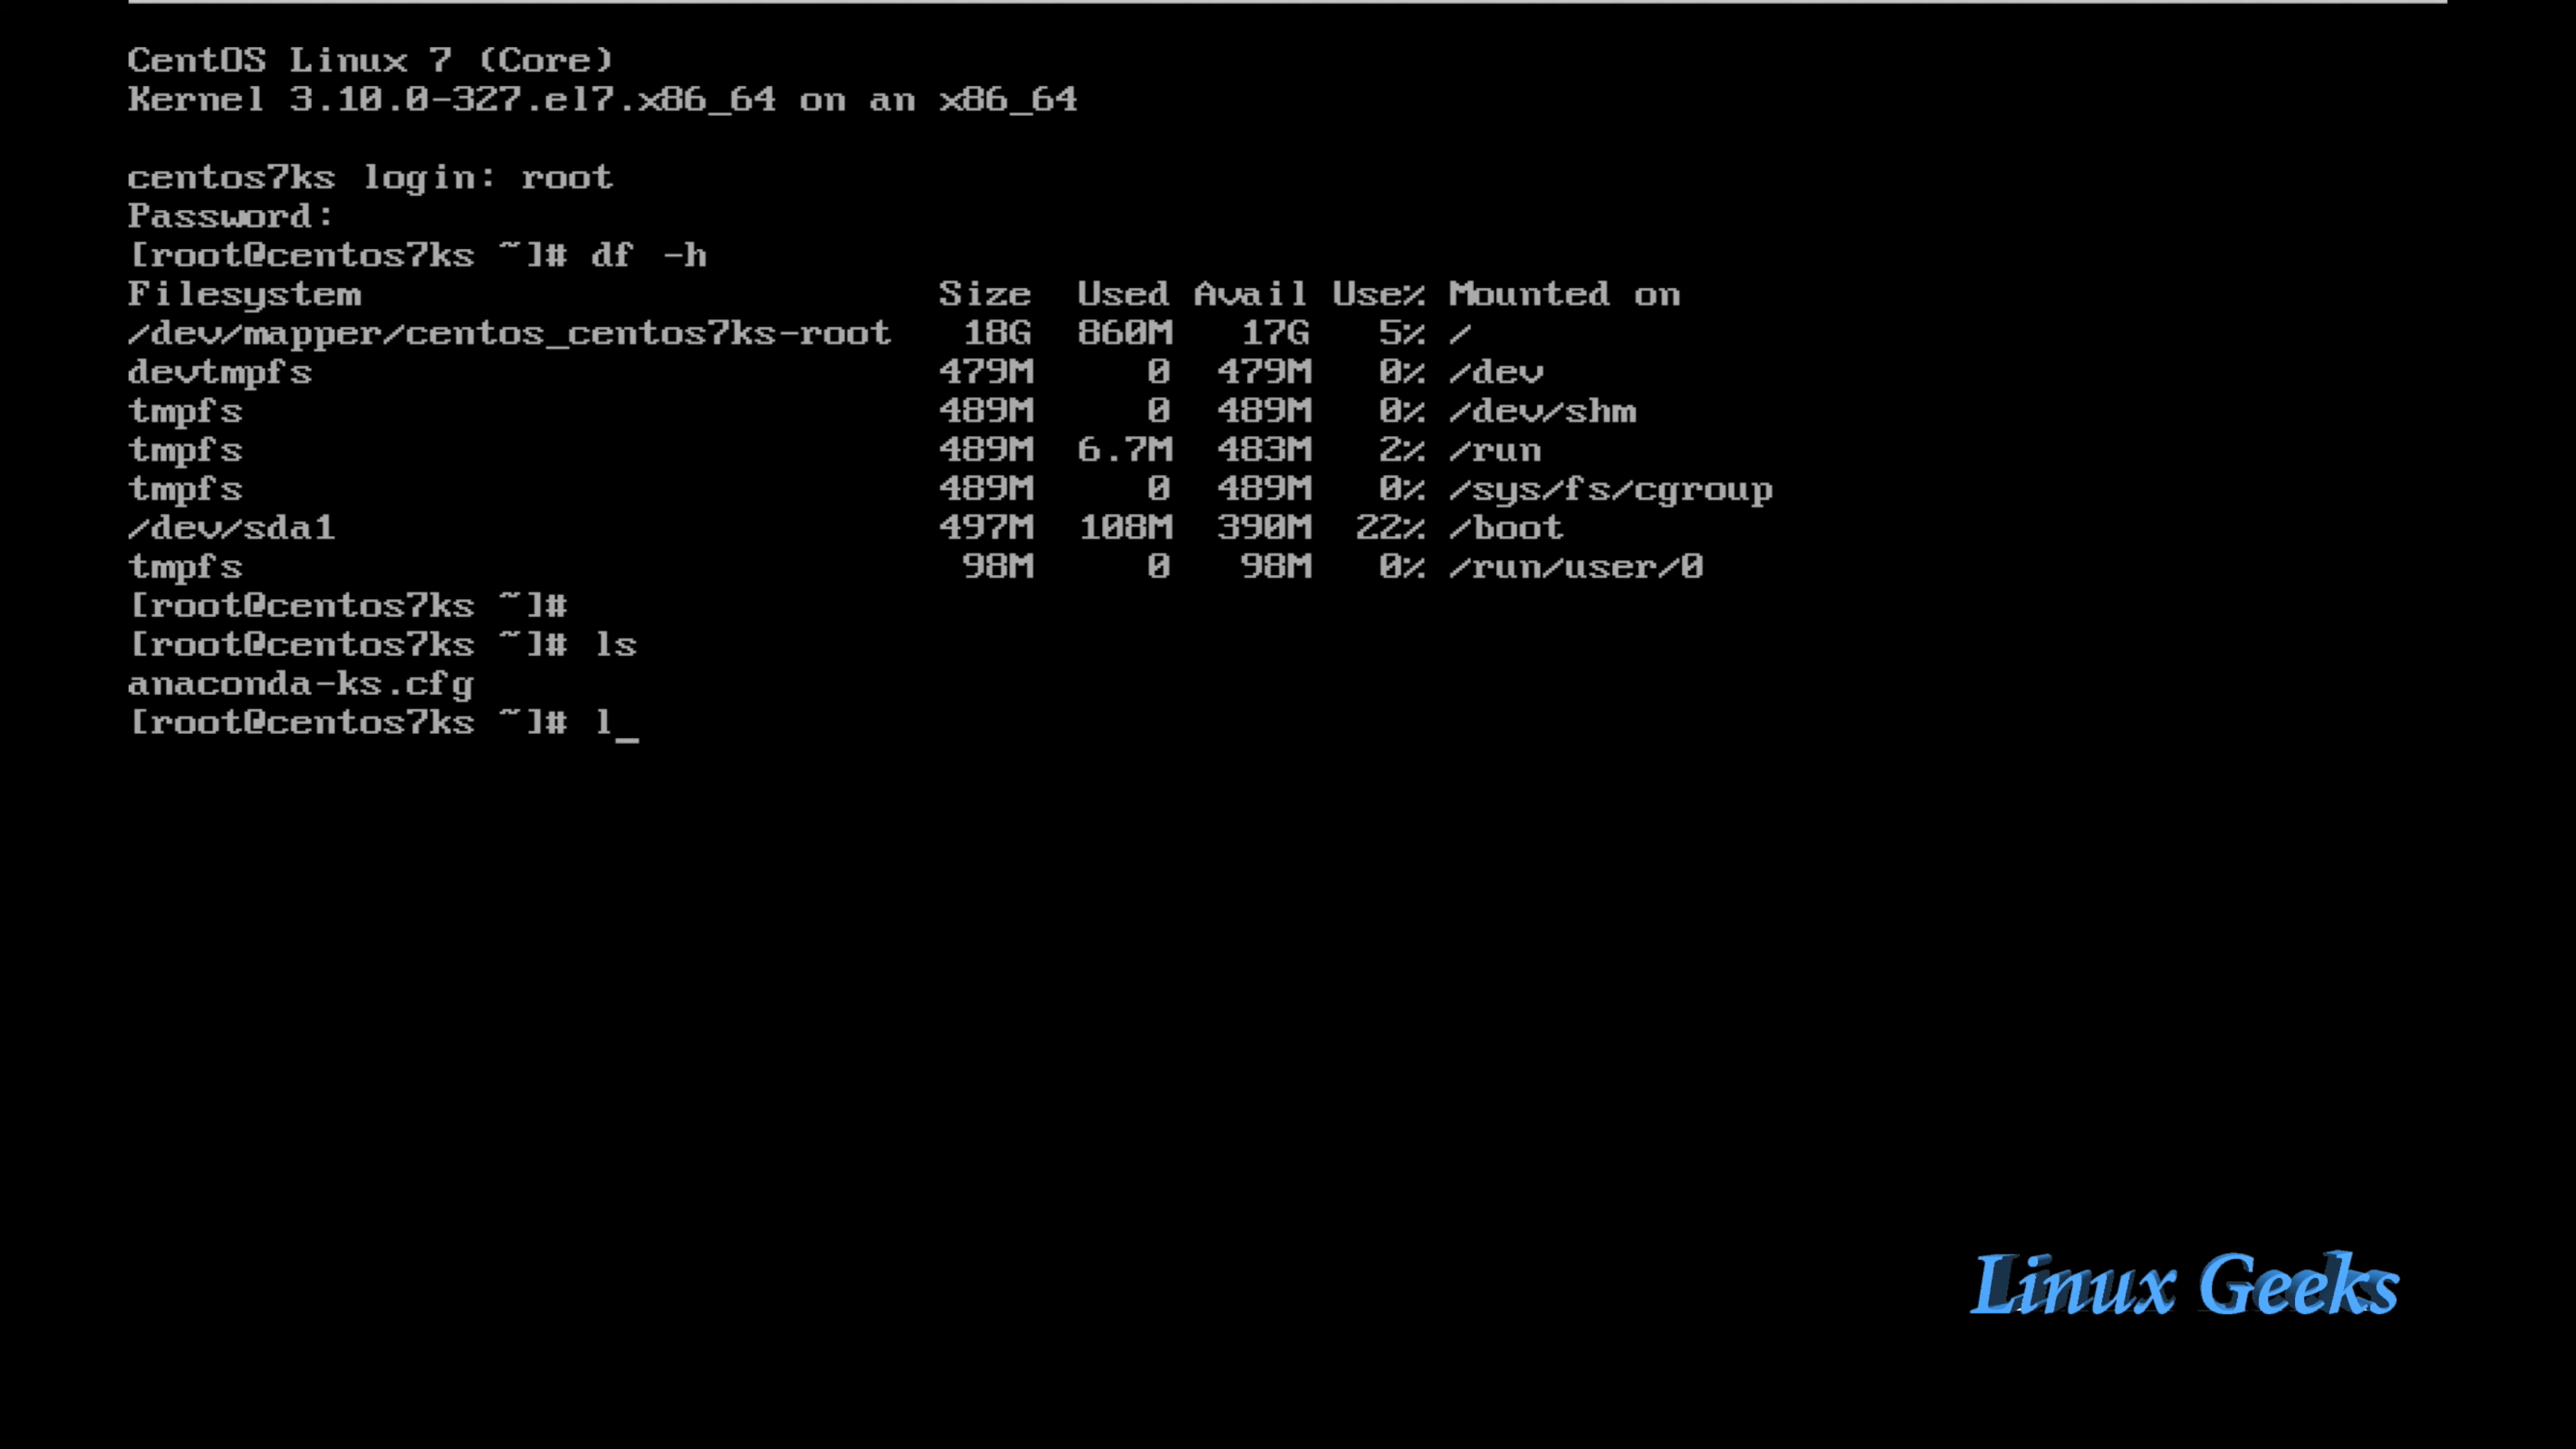 CentOS Linux 7 (Core)
Kernel 3.10.0-327.el7.x86_64 on an x86_64
centos7ks login: root
Password:
[root@centos7ks ~]# df -h
Filesystem Size Used Avail Use% Mounted on
/dev/mapper/centos_centos7ks-root 18G 860M 17G 5% /
devtmpfs 479M 0 479M 0% /dev
tmpfs 489M 0 489M 0% /dev/shm
tmpfs 489M 6.7M 483M 2% /run
tmpfs 489M 0 489M 0% /sys/fs/cgroup
/dev/sda1 497M 108M 390M 22% /boot
tmpfs 98M 0 98M 0% /run/user/0
[root@centos7ks ~]#
[root@centos7ks ~]# ls
anaconda-ks.cfg
[root@centos7ks ~]# l_
Linux Geeks